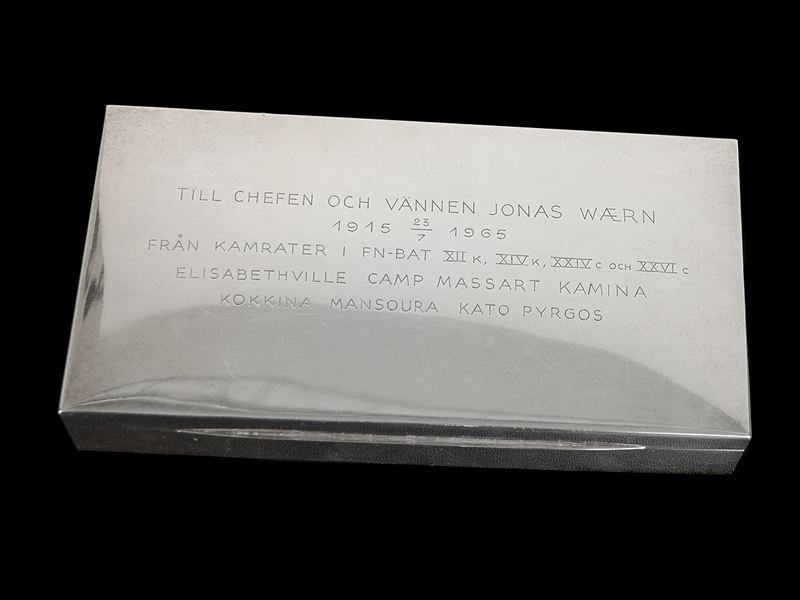 TILL CHEFEN OCH VÄNNEN JONAS WÆRN
1915 23/7 1965
FRÅN KAMRATER I FN-BAT XII K, XIV K, XXIV C OCH XXVI C
ELISABETHVILLE CAMP MASSART KAMINA
KOKKINA MANSOURA KATO PYRGOS